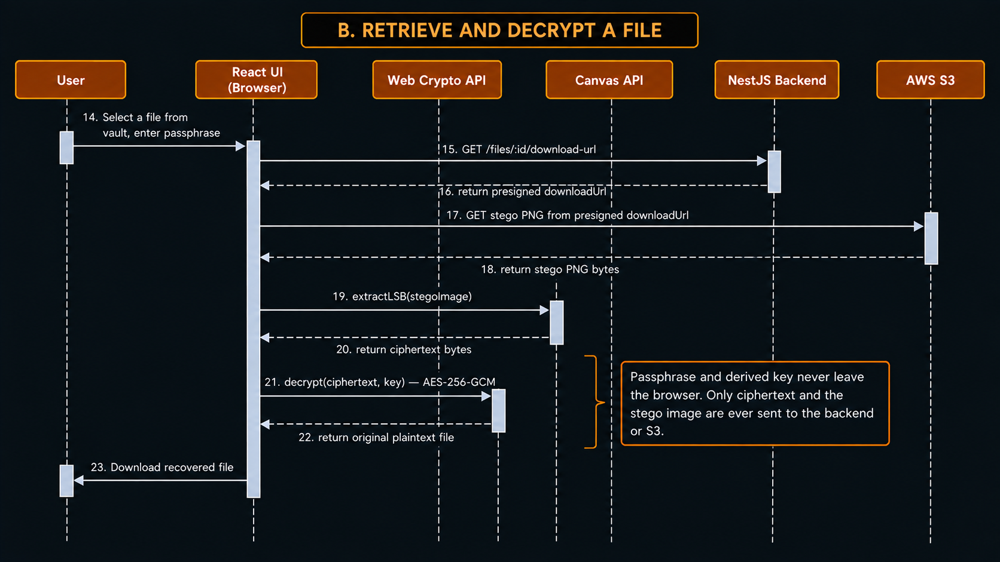 B. RETRIEVE AND DECRYPT A FILE
User
React UI
(Browser)
Web Crypto API
Canvas API
NestJS Backend
AWS S3
14. Select a file from
vault, enter passphrase
15. GET /files/:id/download-url
16. return presigned downloadUrl
17. GET stego PNG from presigned downloadUrl
18. return stego PNG bytes
19. extractLSB(stegoImage)
20. return ciphertext bytes
21. decrypt(ciphertext, key) — AES-256-GCM
22. return original plaintext file
Passphrase and derived key never leave
the browser. Only ciphertext and the
stego image are ever sent to the backend
or S3.
23. Download recovered file